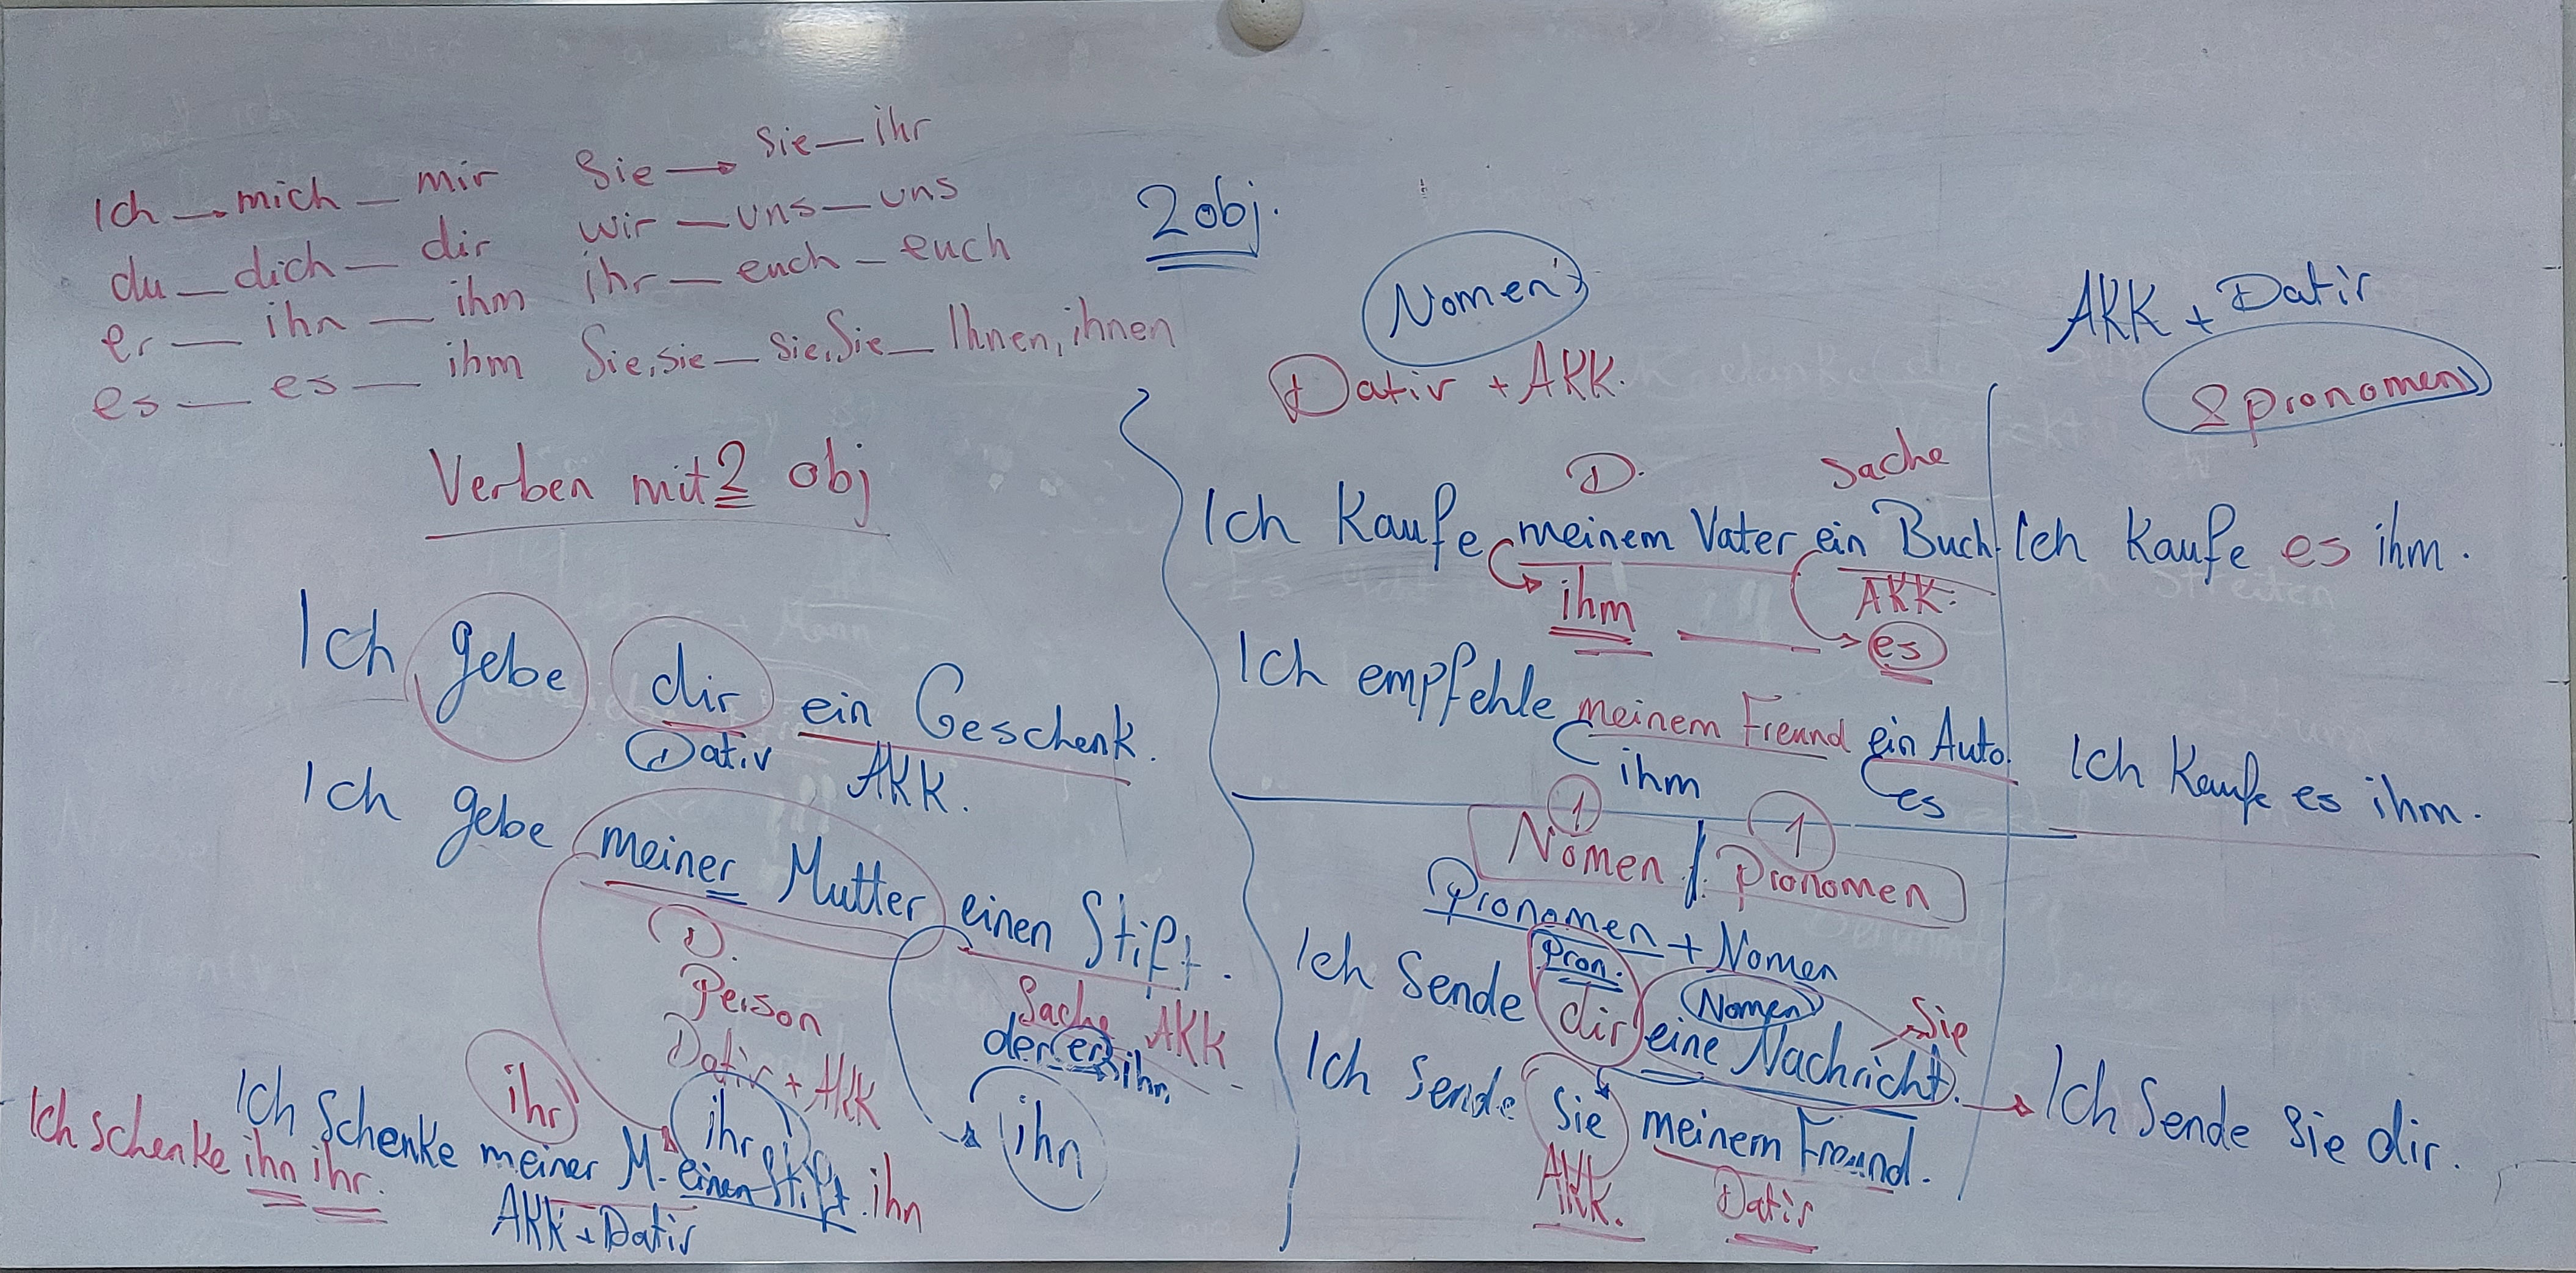 Ich → mich — mir
du — dich — dir
er — ihn — ihm
es — es — ihm
Sie → Sie — ihr
wir — uns — uns
ihr — euch — euch
Sie, sie — sie, Sie — Ihnen, ihnen
Verben mit 2 obj
Ich gebe dir ein Geschenk.
Dativ AKK.
Ich gebe meiner Mutter einen Stift.
D.
Person
Dativ + AKK
Sache AKK
der er ihn
ihr
ihr
ihn
Ich schenke meiner M. einen Stift. ihn
Ich schenke ihn ihr.
AKK + Dativ
2 obj.
Nomen
Dativ + AKK.
D. Sache
Ich Kaufe meinem Vater ein Buch.
ihm AKK.
es
Ich empfehle meinem Freund ein Auto.
ihm es
1 1
Nomen / Pronomen
Pronomen + Nomen
Pron. Nomen
Ich Sende dir eine Nachricht.
Sie
Ich Sende Sie meinem Freund.
AKK. Dativ
AKK + Dativ
2 pronomen
Ich Kaufe es ihm.
Ich Kaufe es ihm.
Ich Sende Sie dir.